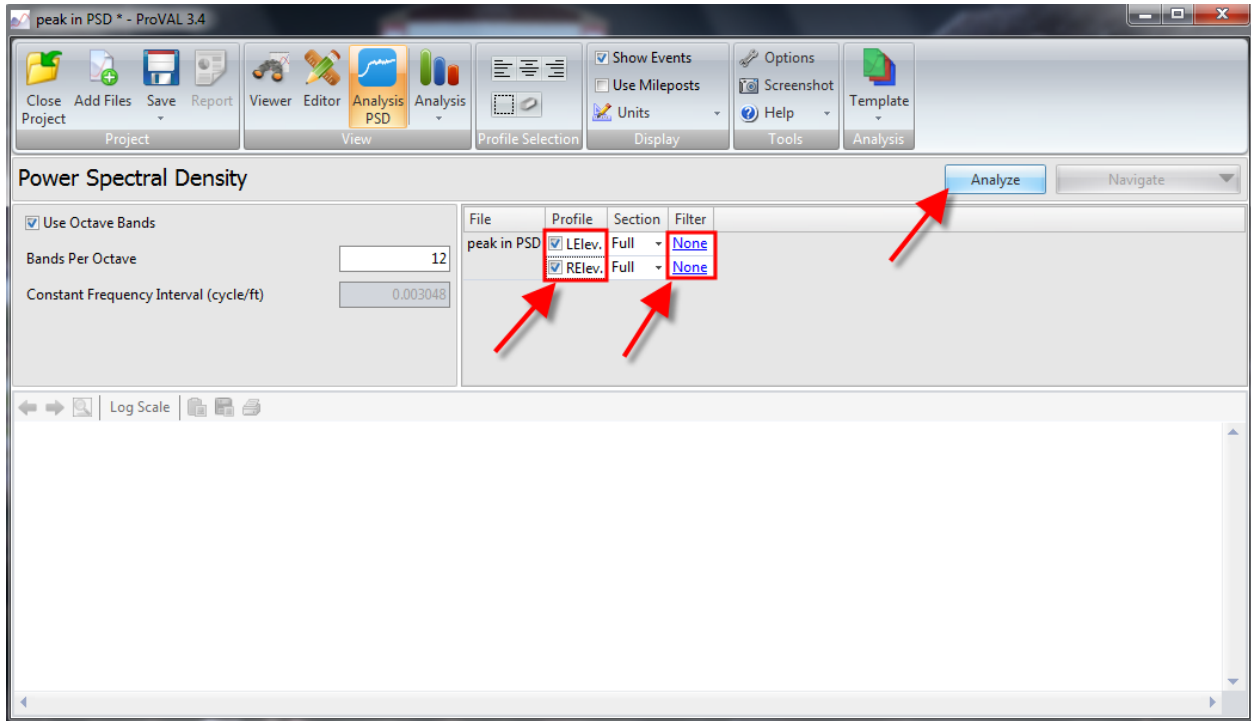 peak in PSD * - ProVAL 3.4
Close Project
Add Files
Save
Report
Project
Viewer
Editor
Analysis PSD
Analysis
View
Profile Selection
Show Events
Use Mileposts
Units
Display
Options
Screenshot
Help
Tools
Template
Analysis
Power Spectral Density
Analyze
Navigate
Use Octave Bands
Bands Per Octave 12
Constant Frequency Interval (cycle/ft) 0.003048
File Profile Section Filter
peak in PSD LElev. Full None
RElev. Full None
Log Scale